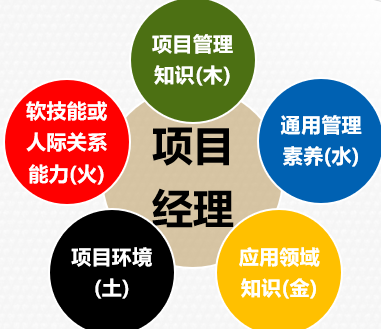 项目管理
知识(木)
软技能或
人际关系
能力(火)
通用管理
素养(水)
项目
经理
项目环境
(土)
应用领域
知识(金)